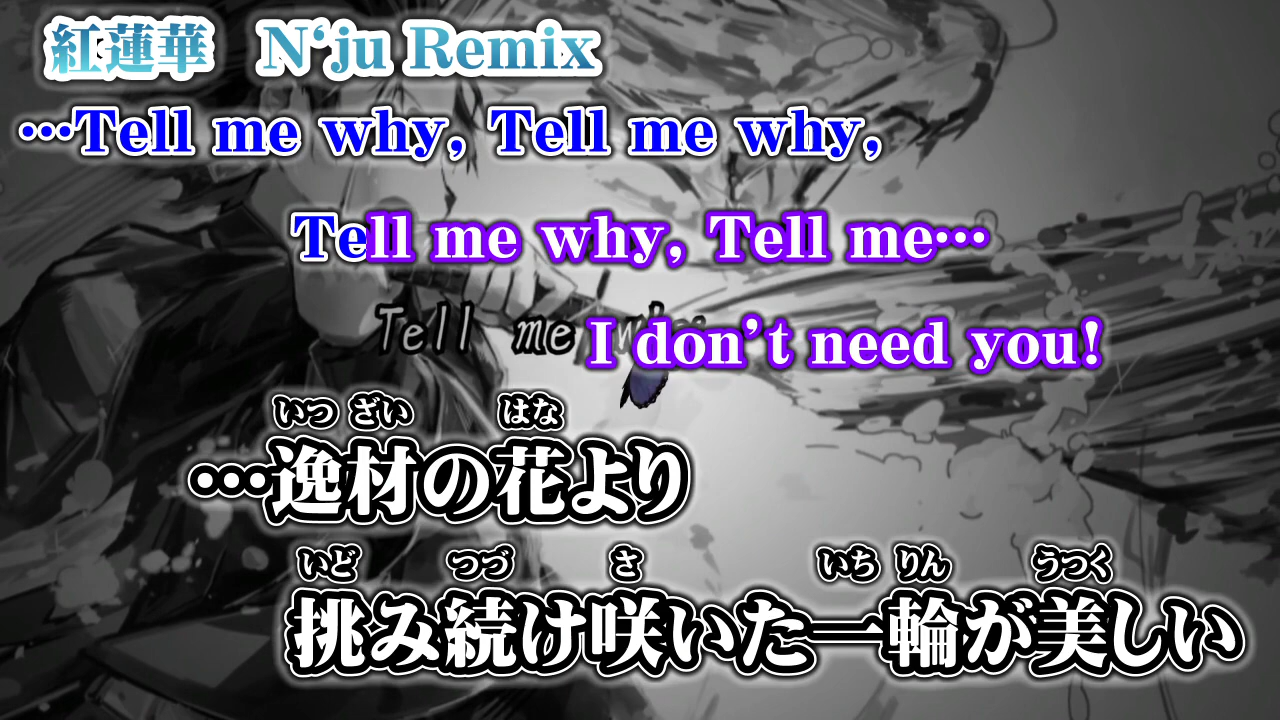 紅蓮華 N‘ju Remix
…Tell me why, Tell me why,
Tell me why, Tell me…
Tell me
I don’t need you!
いつ ざい はな
…逸材の花より
いど つづ さ いち りん うつく
挑み続け咲いた一輪が美しい